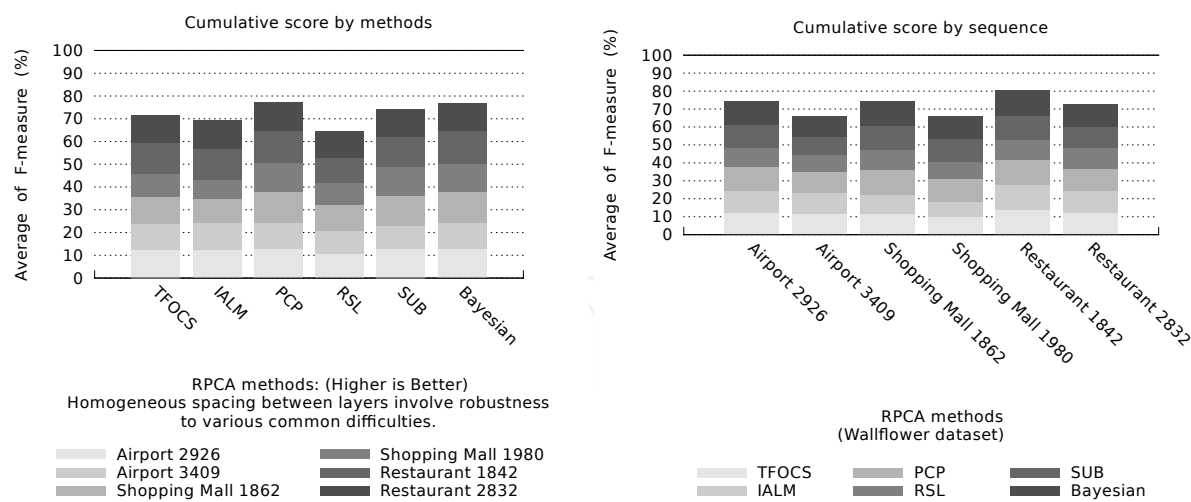 Cumulative score by methods
Average of F-measure (%)
100
90
80
70
60
50
40
30
20
10
0
TFOCS
IALM
PCP
RSL
SUB
Bayesian
RPCA methods: (Higher is Better)
Homogeneous spacing between layers involve robustness
to various common difficulties.
Airport 2926
Airport 3409
Shopping Mall 1862
Shopping Mall 1980
Restaurant 1842
Restaurant 2832
Cumulative score by sequence
Average of F-measure (%)
100
90
80
70
60
50
40
30
20
10
0
Airport 2926
Airport 3409
Shopping Mall 1862
Shopping Mall 1980
Restaurant 1842
Restaurant 2832
RPCA methods
(Wallflower dataset)
TFOCS
IALM
PCP
RSL
SUB
Bayesian